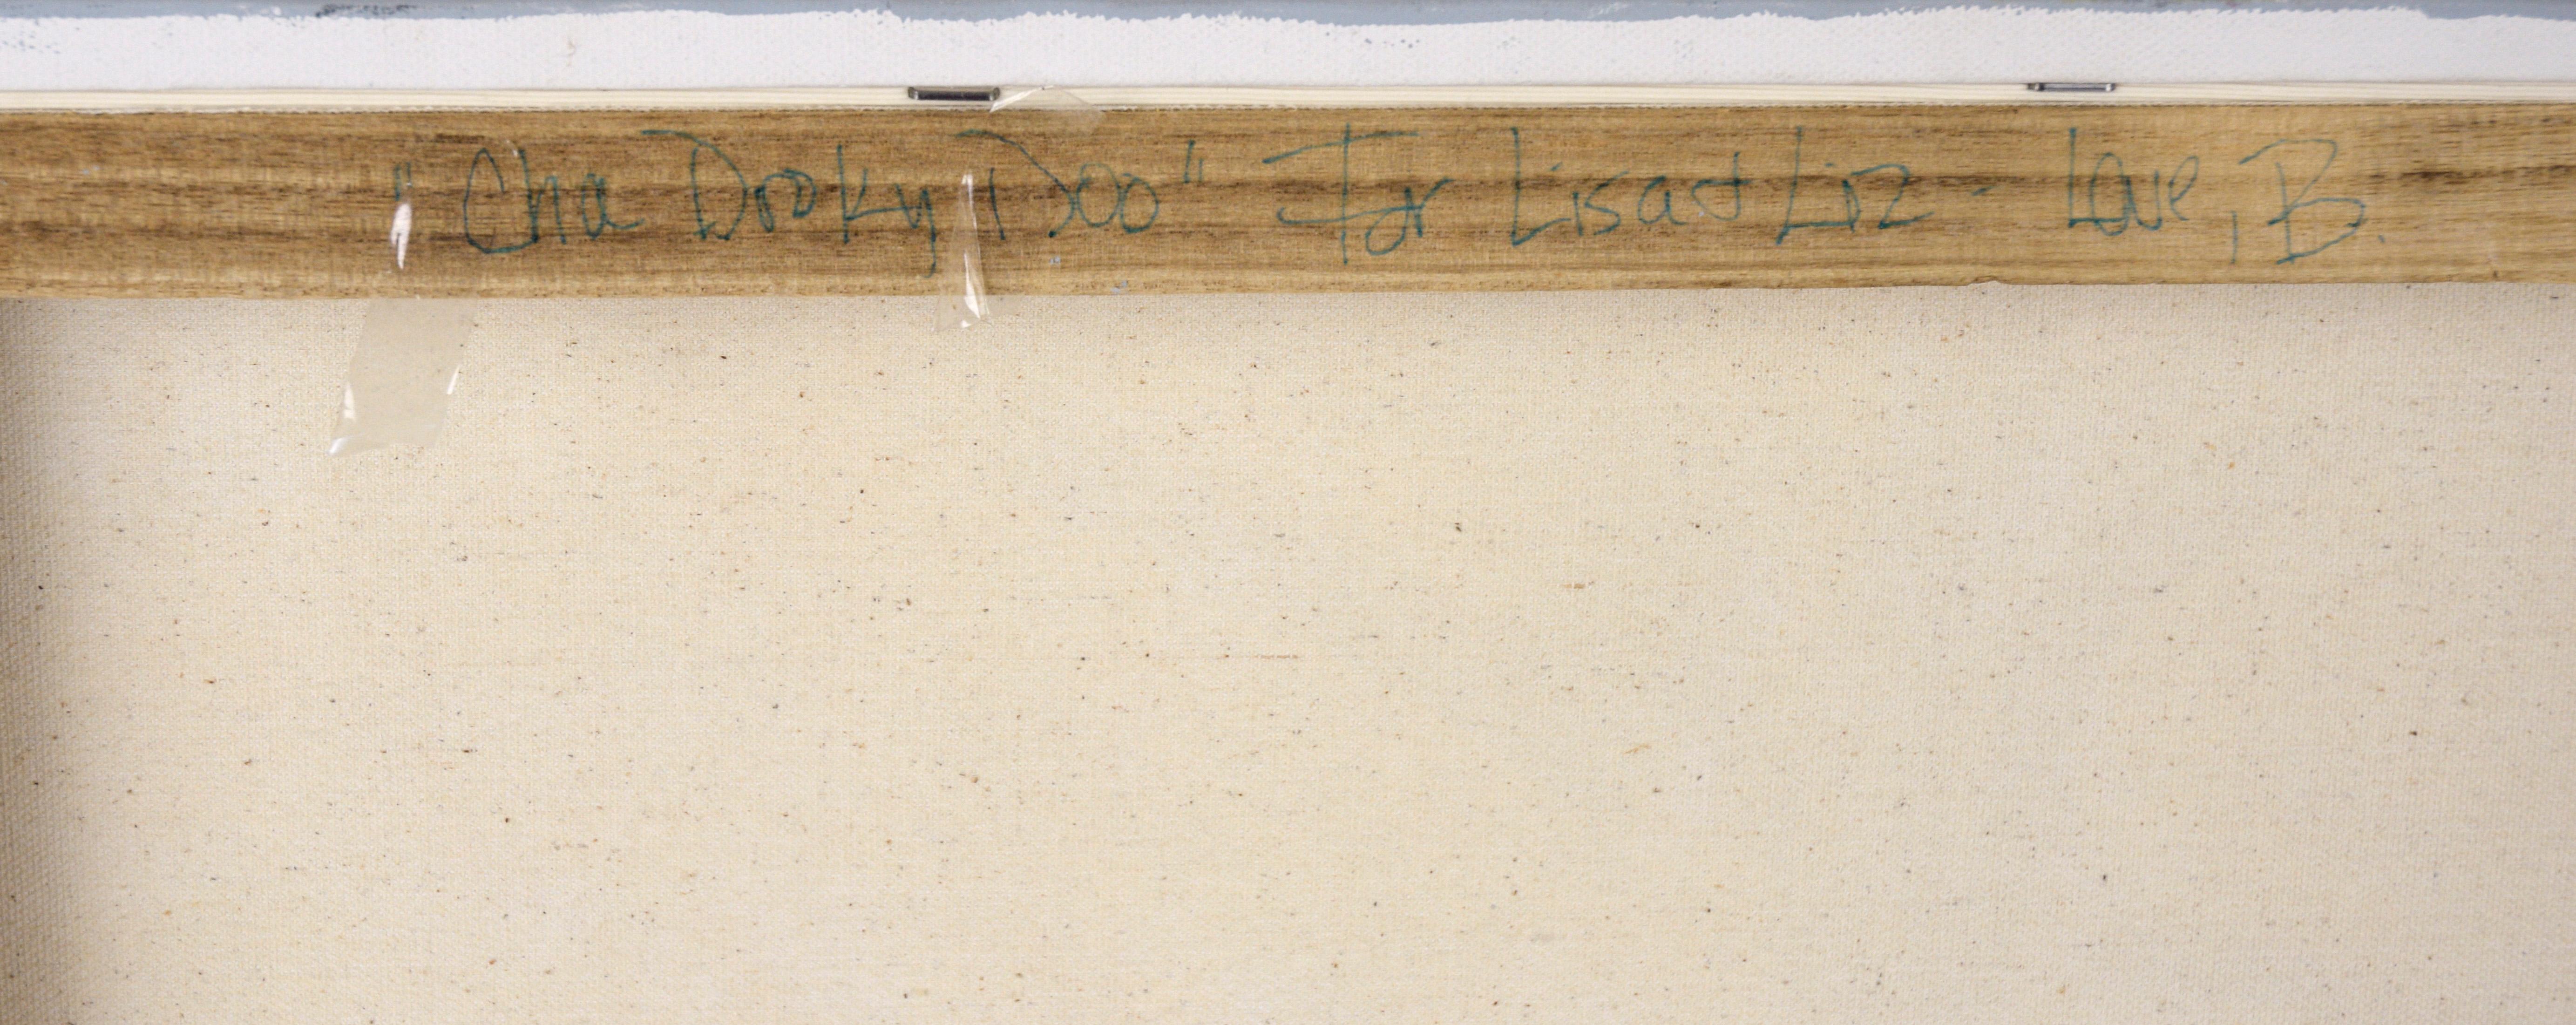 "Cha Dooky Doo" For Lisa & Liz - Love, B.